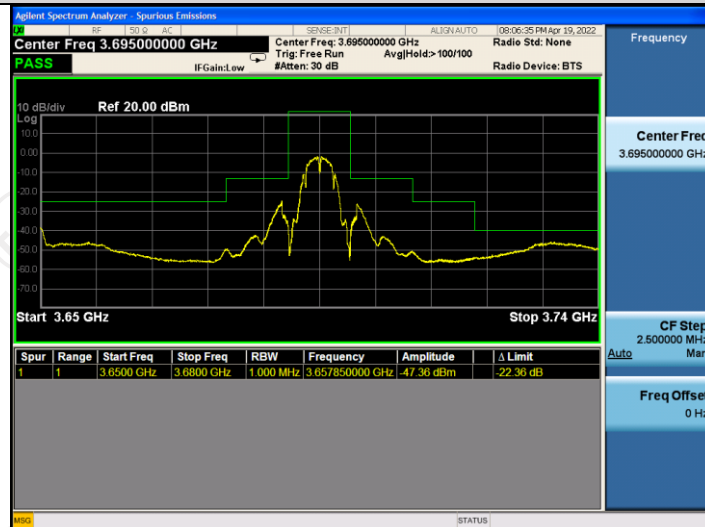 Agilent Spectrum Analyzer - Spurious Emissions
RF 50 Ω AC SENSE:INT ALIGN AUTO 08:06:35 PM Apr 19, 2022
Center Freq 3.695000000 GHz
Center Freq: 3.695000000 GHz
Radio Std: None
Trig: Free Run Avg|Hold:>100/100
PASS
IFGain:Low
#Atten: 30 dB
Radio Device: BTS
Frequency
10 dB/div Ref 20.00 dBm
Log
10.0
0.00
-10.0
-20.0
-30.0
-40.0
-50.0
-60.0
-70.0
Start 3.65 GHz Stop 3.74 GHz
Center Freq
3.695000000 GHz
CF Step
2.500000 MHz
Auto Man
Freq Offset
0 Hz
Spur Range Start Freq Stop Freq RBW Frequency Amplitude Δ Limit
1 1 3.6500 GHz 3.6800 GHz 1.000 MHz 3.657850000 GHz -47.36 dBm -22.36 dB
MSG STATUS